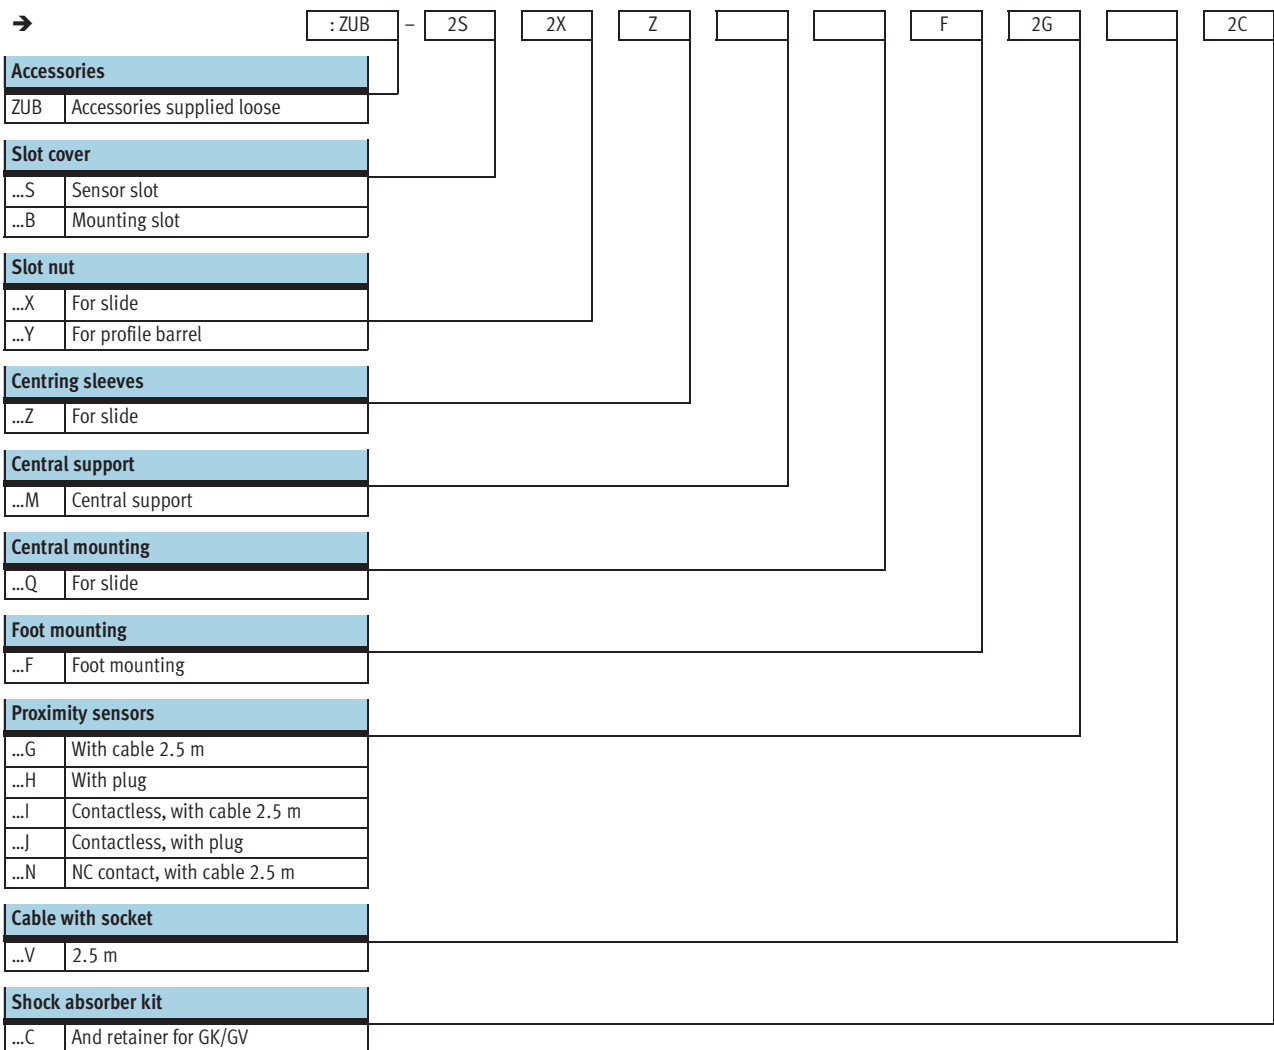 ➔ : ZUB – 2S 2X Z F 2G 2C
Accessories
ZUB Accessories supplied loose
Slot cover
...S Sensor slot
...B Mounting slot
Slot nut
...X For slide
...Y For profile barrel
Centring sleeves
...Z For slide
Central support
...M Central support
Central mounting
...Q For slide
Foot mounting
...F Foot mounting
Proximity sensors
...G With cable 2.5 m
...H With plug
...I Contactless, with cable 2.5 m
...J Contactless, with plug
...N NC contact, with cable 2.5 m
Cable with socket
...V 2.5 m
Shock absorber kit
...C And retainer for GK/GV